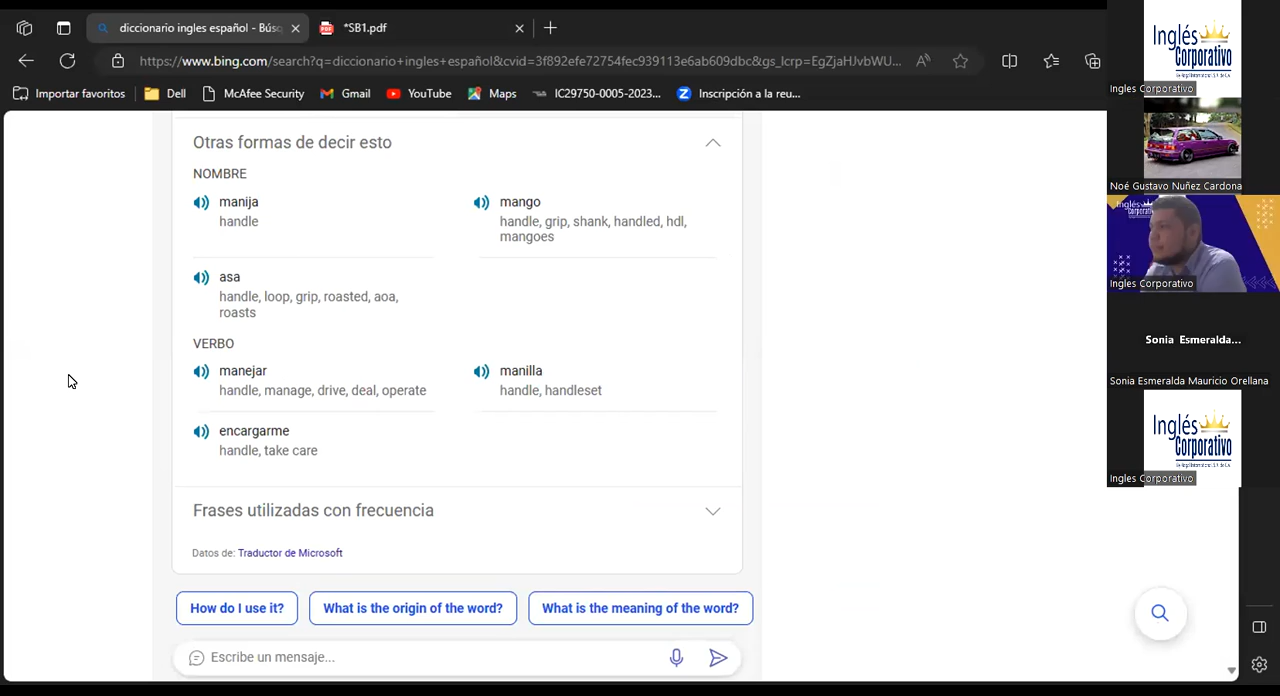 diccionario ingles español - Búsq
*SB1.pdf
https://www.bing.com/search?q=diccionario+ingles+español&cvid=3f892efe72754fec939113e6ab609dbc&gs_lcrp=EgZjaHJvbWU...
Importar favoritos
Dell
McAfee Security
Gmail
YouTube
Maps
IC29750-0005-2023...
Inscripción a la reu...
Otras formas de decir esto
NOMBRE
manija
handle
mango
handle, grip, shank, handled, hdl,
mangoes
asa
handle, loop, grip, roasted, aoa,
roasts
VERBO
manejar
handle, manage, drive, deal, operate
manilla
handle, handleset
encargarme
handle, take care
Frases utilizadas con frecuencia
Datos de: Traductor de Microsoft
How do I use it?
What is the origin of the word?
What is the meaning of the word?
Escribe un mensaje...
Inglés
Corporativo
Ingles Corporativo
Noé Gustavo Nuñez Cardona
Inglés
Corporativo
Ingles Corporativo
Sonia Esmeralda...
Sonia Esmeralda Mauricio Orellana
Inglés
Corporativo
Ingles Corporativo